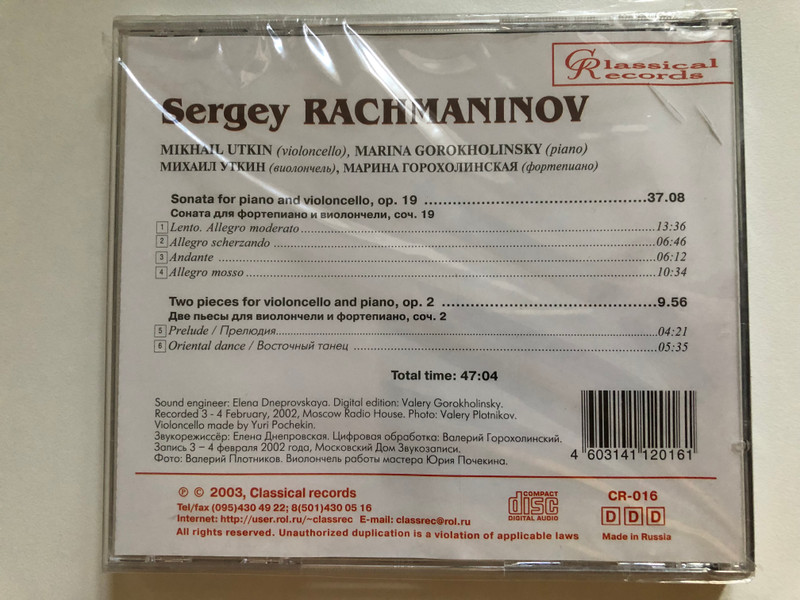 Classical
Records
Sergey RACHMANINOV
MIKHAIL UTKIN (violoncello), MARINA GOROKHOLINSKY (piano)
МИХАИЛ УТКИН (виолончель), МАРИНА ГОРОХОЛИНСКАЯ (фортепиано)
Sonata for piano and violoncello, op. 19 ................................................37.08
Соната для фортепиано и виолончели, соч. 19
1 Lento. Allegro moderato................................................13:36
2 Allegro scherzando ................................................06:46
3 Andante ................................................06:12
4 Allegro mosso................................................10:34
Two pieces for violoncello and piano, op. 2 ................................................9.56
Две пьесы для виолончели и фортепиано, соч. 2
5 Prelude / Прелюдия................................................04:21
6 Oriental dance / Восточный танец ................................................05:35
Total time: 47:04
Sound engineer: Elena Dneprovskaya. Digital edition: Valery Gorokholinsky.
Recorded 3 - 4 February, 2002, Moscow Radio House. Photo: Valery Plotnikov.
Violoncello made by Yuri Pochekin.
Звукорежиссёр: Елена Днепровская. Цифровая обработка: Валерий Горохолинский.
Запись 3 – 4 февраля 2002 года, Московский Дом Звукозаписи.
Фото: Валерий Плотников. Виолончель работы мастера Юрия Почекина.
4 603141 120161
℗ © 2003, Classical records
Tel/fax (095)430 49 22; 8(501)430 05 16
Internet: http://user.rol.ru/~classrec E-mail: classrec@rol.ru
All rights reserved. Unauthorized duplication is a violation of applicable laws
COMPACT
disc
DIGITAL AUDIO
CR-016
DDD
Made in Russia